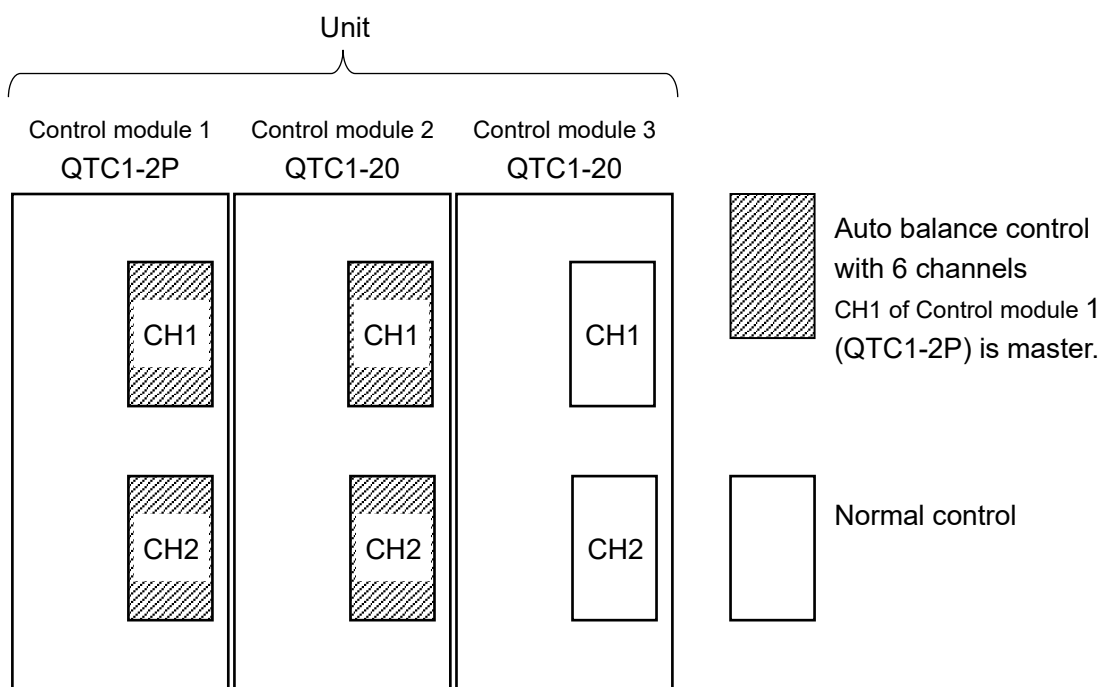 Unit
Control module 1 Control module 2 Control module 3
QTC1-2P QTC1-20 QTC1-20
CH1 CH1 CH1
CH2 CH2 CH2
Auto balance control
with 6 channels
CH1 of Control module 1
(QTC1-2P) is master.
Normal control